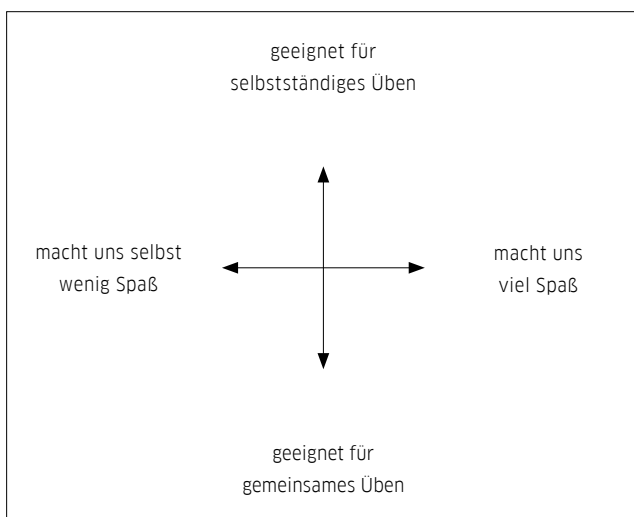 geeignet für
selbstständiges Üben
macht uns selbst
wenig Spaß
macht uns
viel Spaß
geeignet für
gemeinsames Üben